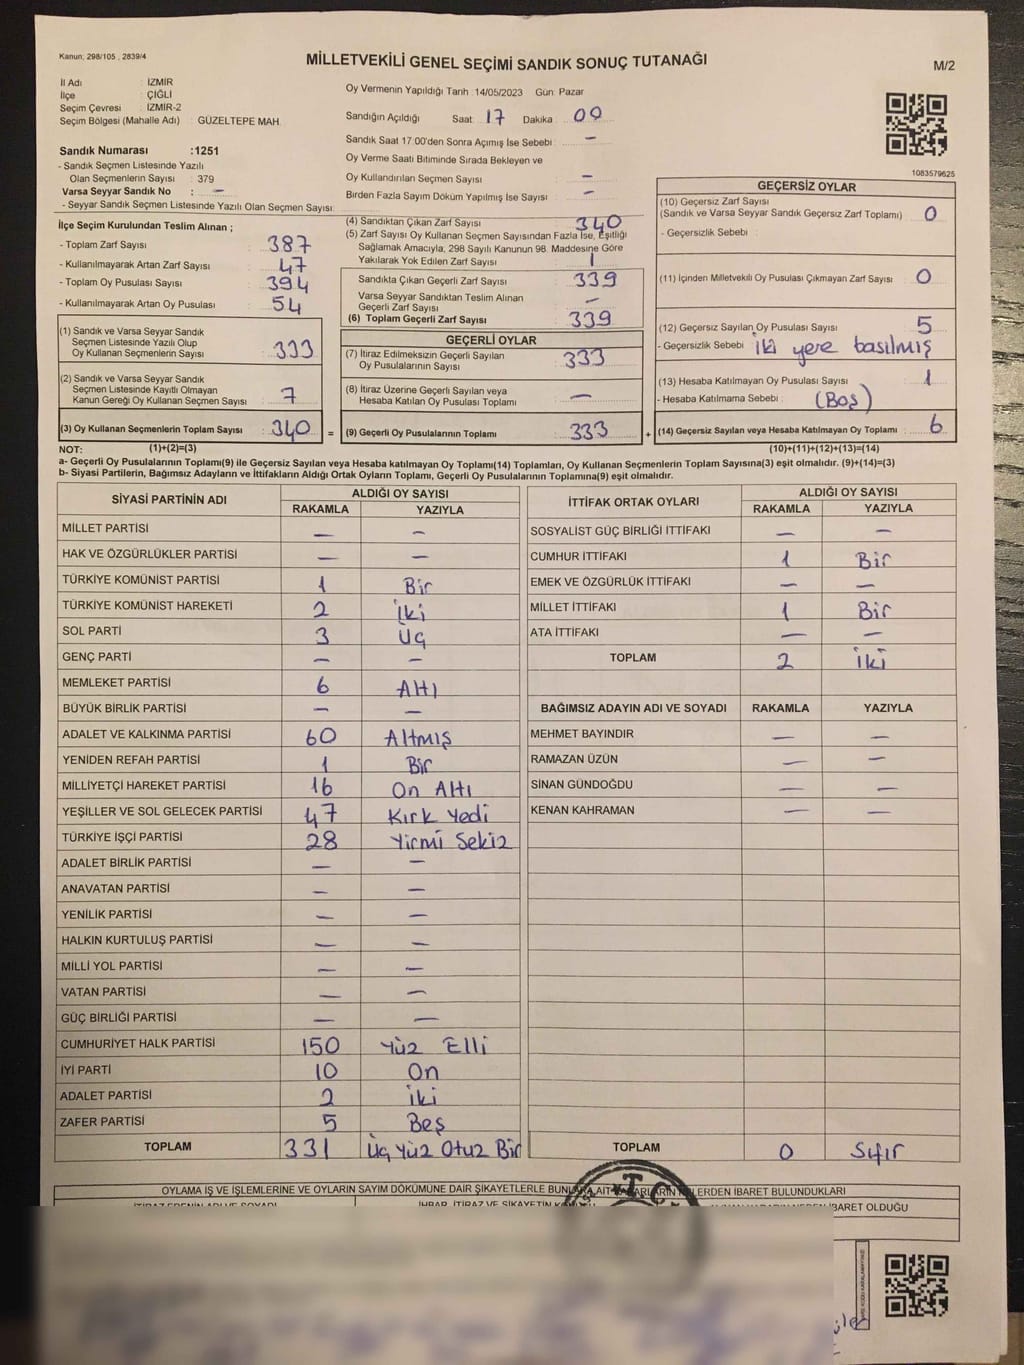 Kanun; 298/105 , 2839/4
MİLLETVEKİLİ GENEL SEÇİMİ SANDIK SONUÇ TUTANAĞI
M/2
İl Adı : İZMİR
İlçe : ÇİĞLİ
Seçim Çevresi : İZMİR-2
Seçim Bölgesi (Mahalle Adı) : GÜZELTEPE MAH.
Sandık Numarası :1251
- Sandık Seçmen Listesinde Yazılı
Olan Seçmenlerin Sayısı : 379
Varsa Seyyar Sandık No : —
- Seyyar Sandık Seçmen Listesinde Yazılı Olan Seçmen Sayısı:
Oy Vermenin Yapıldığı Tarih :14/05/2023 Gün: Pazar
Sandığın Açıldığı Saat : 17 Dakika : 09
Sandık Saat 17:00'den Sonra Açımış İse Sebebi : —
Oy Verme Saati Bitiminde Sırada Bekleyen ve
Oy Kullandırılan Seçmen Sayısı : —
Birden Fazla Sayım Döküm Yapılmış İse Sayısı : —
1083579625
İlçe Seçim Kurulundan Teslim Alınan ;
- Toplam Zarf Sayısı : 387
- Kullanılmayarak Artan Zarf Sayısı : 47
- Toplam Oy Pusulası Sayısı : 394
- Kullanılmayarak Artan Oy Pusulası : 54
(1) Sandık ve Varsa Seyyar Sandık
Seçmen Listesinde Yazılı Olup
Oy Kullanan Seçmenlerin Sayısı : 333
(2) Sandık ve Varsa Seyyar Sandık
Seçmen Listesinde Kayıtlı Olmayan
Kanun Gereği Oy Kullanan Seçmen Sayısı : 7
(3) Oy Kullanan Seçmenlerin Toplam Sayısı : 340 =
(4) Sandıktan Çıkan Zarf Sayısı : 340
(5) Zarf Sayısı Oy Kullanan Seçmen Sayısından Fazla İse, Eşitliği
Sağlamak Amacıyla, 298 Sayılı Kanunun 98. Maddesine Göre
Yakılarak Yok Edilen Zarf Sayısı : 1
Sandıkta Çıkan Geçerli Zarf Sayısı : 339
Varsa Seyyar Sandıktan Teslim Alınan
Geçerli Zarf Sayısı : —
(6) Toplam Geçerli Zarf Sayısı : 339
GEÇERLİ OYLAR
(7) İtiraz Edilmeksizin Geçerli Sayılan
Oy Pusulalarının Sayısı : 333
(8) İtiraz Üzerine Geçerli Sayılan veya
Hesaba Katılan Oy Pusulası Toplamı : —
(9) Geçerli Oy Pusulalarının Toplamı : 333 +
GEÇERSİZ OYLAR
(10) Geçersiz Zarf Sayısı
(Sandık ve Varsa Seyyar Sandık Geçersiz Zarf Toplamı) : 0
- Geçersizlik Sebebi :
(11) İçinden Milletvekili Oy Pusulası Çıkmayan Zarf Sayısı : 0
(12) Geçersiz Sayılan Oy Pusulası Sayısı : 5
- Geçersizlik Sebebi : İki yere basılmış
(13) Hesaba Katılmayan Oy Pusulası Sayısı : 1
- Hesaba Katılmama Sebebi : (Boş)
(14) Geçersiz Sayılan veya Hesaba Katılmayan Oy Toplamı : 6
NOT: (1)+(2)=(3) (10)+(11)+(12)+(13)=(14)
a- Geçerli Oy Pusulalarının Toplamı(9) ile Geçersiz Sayılan veya Hesaba katılmayan Oy Toplamı(14) Toplamları, Oy Kullanan Seçmenlerin Toplam Sayısına(3) eşit olmalıdır. (9)+(14)=(3)
b- Siyasi Partilerin, Bağımsız Adayların ve İttifakların Aldığı Ortak Oyların Toplamı, Geçerli Oy Pusulalarının Toplamına(9) eşit olmalıdır.
SİYASİ PARTİNİN ADI ALDIĞI OY SAYISI
RAKAMLA YAZIYLA
MİLLET PARTİSİ — —
HAK VE ÖZGÜRLÜKLER PARTİSİ — —
TÜRKİYE KOMÜNİST PARTİSİ 1 Bir
TÜRKİYE KOMÜNİST HAREKETİ 2 İki
SOL PARTİ 3 Üç
GENÇ PARTİ — —
MEMLEKET PARTİSİ 6 Altı
BÜYÜK BİRLİK PARTİSİ — —
ADALET VE KALKINMA PARTİSİ 60 Altmış
YENİDEN REFAH PARTİSİ 1 Bir
MİLLİYETÇİ HAREKET PARTİSİ 16 On Altı
YEŞİLLER VE SOL GELECEK PARTİSİ 47 Kırk Yedi
TÜRKİYE İŞÇİ PARTİSİ 28 Yirmi Sekiz
ADALET BİRLİK PARTİSİ — —
ANAVATAN PARTİSİ — —
YENİLİK PARTİSİ — —
HALKIN KURTULUŞ PARTİSİ — —
MİLLİ YOL PARTİSİ — —
VATAN PARTİSİ — —
GÜÇ BİRLİĞİ PARTİSİ — —
CUMHURİYET HALK PARTİSİ 150 Yüz Elli
İYİ PARTİ 10 On
ADALET PARTİSİ 2 İki
ZAFER PARTİSİ 5 Beş
TOPLAM 331 Üç Yüz Otuz Bir
İTTİFAK ORTAK OYLARI ALDIĞI OY SAYISI
RAKAMLA YAZIYLA
SOSYALİST GÜÇ BİRLİĞİ İTTİFAKI — —
CUMHUR İTTİFAKI 1 Bir
EMEK VE ÖZGÜRLÜK İTTİFAKI — —
MİLLET İTTİFAKI 1 Bir
ATA İTTİFAKI — —
TOPLAM 2 İki
BAĞIMSIZ ADAYIN ADI VE SOYADI RAKAMLA YAZIYLA
MEHMET BAYINDIR — —
RAMAZAN ÜZÜN — —
SİNAN GÜNDOĞDU — —
KENAN KAHRAMAN — —
TOPLAM 0 Sıfır
OYLAMA İŞ VE İŞLEMLERİNE VE OYLARIN SAYIM DÖKÜMÜNE DAİR ŞİKAYETLERLE BUNLARA AİT KARARLARIN NELERDEN İBARET BULUNDUKLARI
T.C.
İBARET OLDUĞU